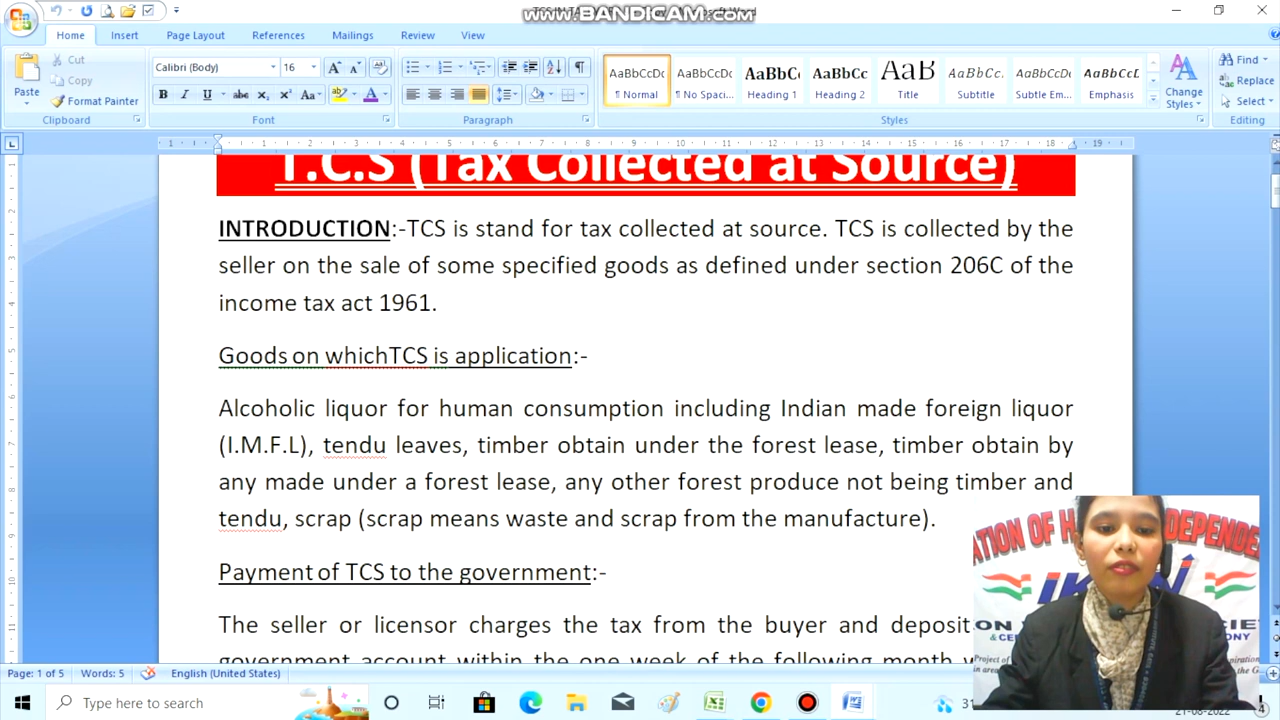 www.BANDICAM.com
Home Insert Page Layout References Mailings Review View
Cut
Calibri (Body) 16
Copy
Paste
Format Painter
AaBbCcDc AaBbCcDc AaBbCc AaBbCc AaB AaBbCc. AaBbCcDc AaBbCcL
¶ Normal ¶ No Spaci... Heading 1 Heading 2 Title Subtitle Subtle Em... Emphasis
Change
Styles
Find
Replace
Select
Clipboard Font Paragraph Styles Editing
T.C.S (Tax Collected at Source)
INTRODUCTION:-TCS is stand for tax collected at source. TCS is collected by the
seller on the sale of some specified goods as defined under section 206C of the
income tax act 1961.
Goods on whichTCS is application:-
Alcoholic liquor for human consumption including Indian made foreign liquor
(I.M.F.L), tendu leaves, timber obtain under the forest lease, timber obtain by
any made under a forest lease, any other forest produce not being timber and
tendu, scrap (scrap means waste and scrap from the manufacture).
Payment of TCS to the government:-
The seller or licensor charges the tax from the buyer and deposit
government account within the one week of the following month
Page: 1 of 5 Words: 5 English (United States)
Type here to search
21-08-2022